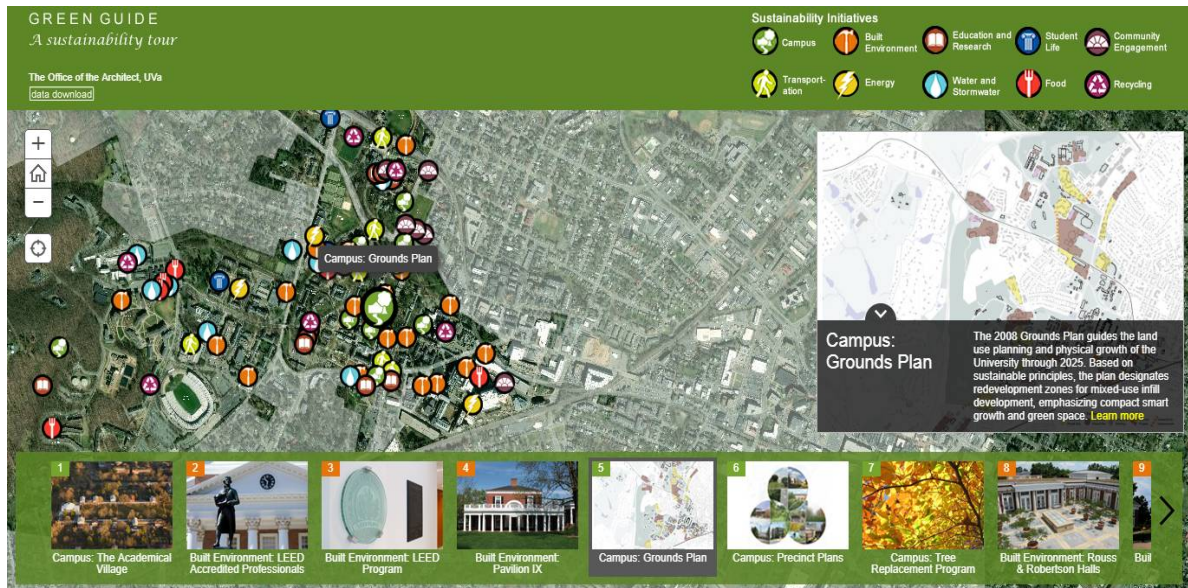 GREEN GUIDE
A sustainability tour
The Office of the Architect, UVa
data download
Sustainability Initiatives
Campus
Built
Environment
Education and
Research
Student
Life
Community
Engagement
Transport-
ation
Energy
Water and
Stormwater
Food
Recycling
+
−
Campus: Grounds Plan
Campus:
Grounds Plan
The 2008 Grounds Plan guides the land
use planning and physical growth of the
University through 2025. Based on
sustainable principles, the plan designates
redevelopment zones for mixed-use infill
development, emphasizing compact smart
growth and green space. Learn more
1
Campus: The Academical
Village
2
Built Environment: LEED
Accredited Professionals
3
Built Environment: LEED
Program
4
Built Environment:
Pavilion IX
5
Campus: Grounds Plan
6
Campus: Precinct Plans
7
Campus: Tree
Replacement Program
8
Built Environment: Rouss
& Robertson Halls
9
Buil